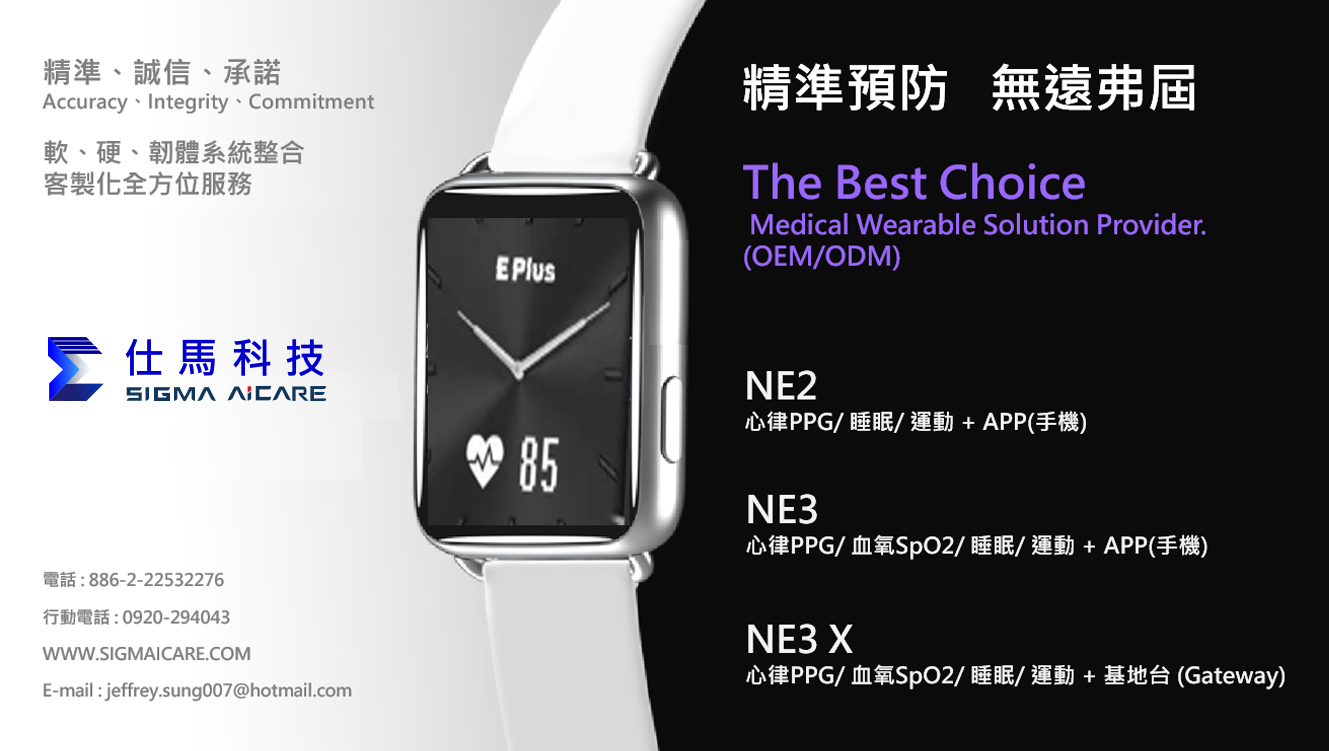 精準、誠信、承諾
Accuracy、Integrity、Commitment
軟、硬、韌體系統整合
客製化全方位服務
仕馬科技
SIGMA AiCARE
電話 : 886-2-22532276
行動電話 : 0920-294043
WWW.SIGMAICARE.COM
E-mail : jeffrey.sung007@hotmail.com
E Plus
85
精準預防 無遠弗屆
The Best Choice
Medical Wearable Solution Provider.
(OEM/ODM)
NE2
心律PPG/ 睡眠/ 運動 + APP(手機)
NE3
心律PPG/ 血氧SpO2/ 睡眠/ 運動 + APP(手機)
NE3 X
心律PPG/ 血氧SpO2/ 睡眠/ 運動 + 基地台 (Gateway)